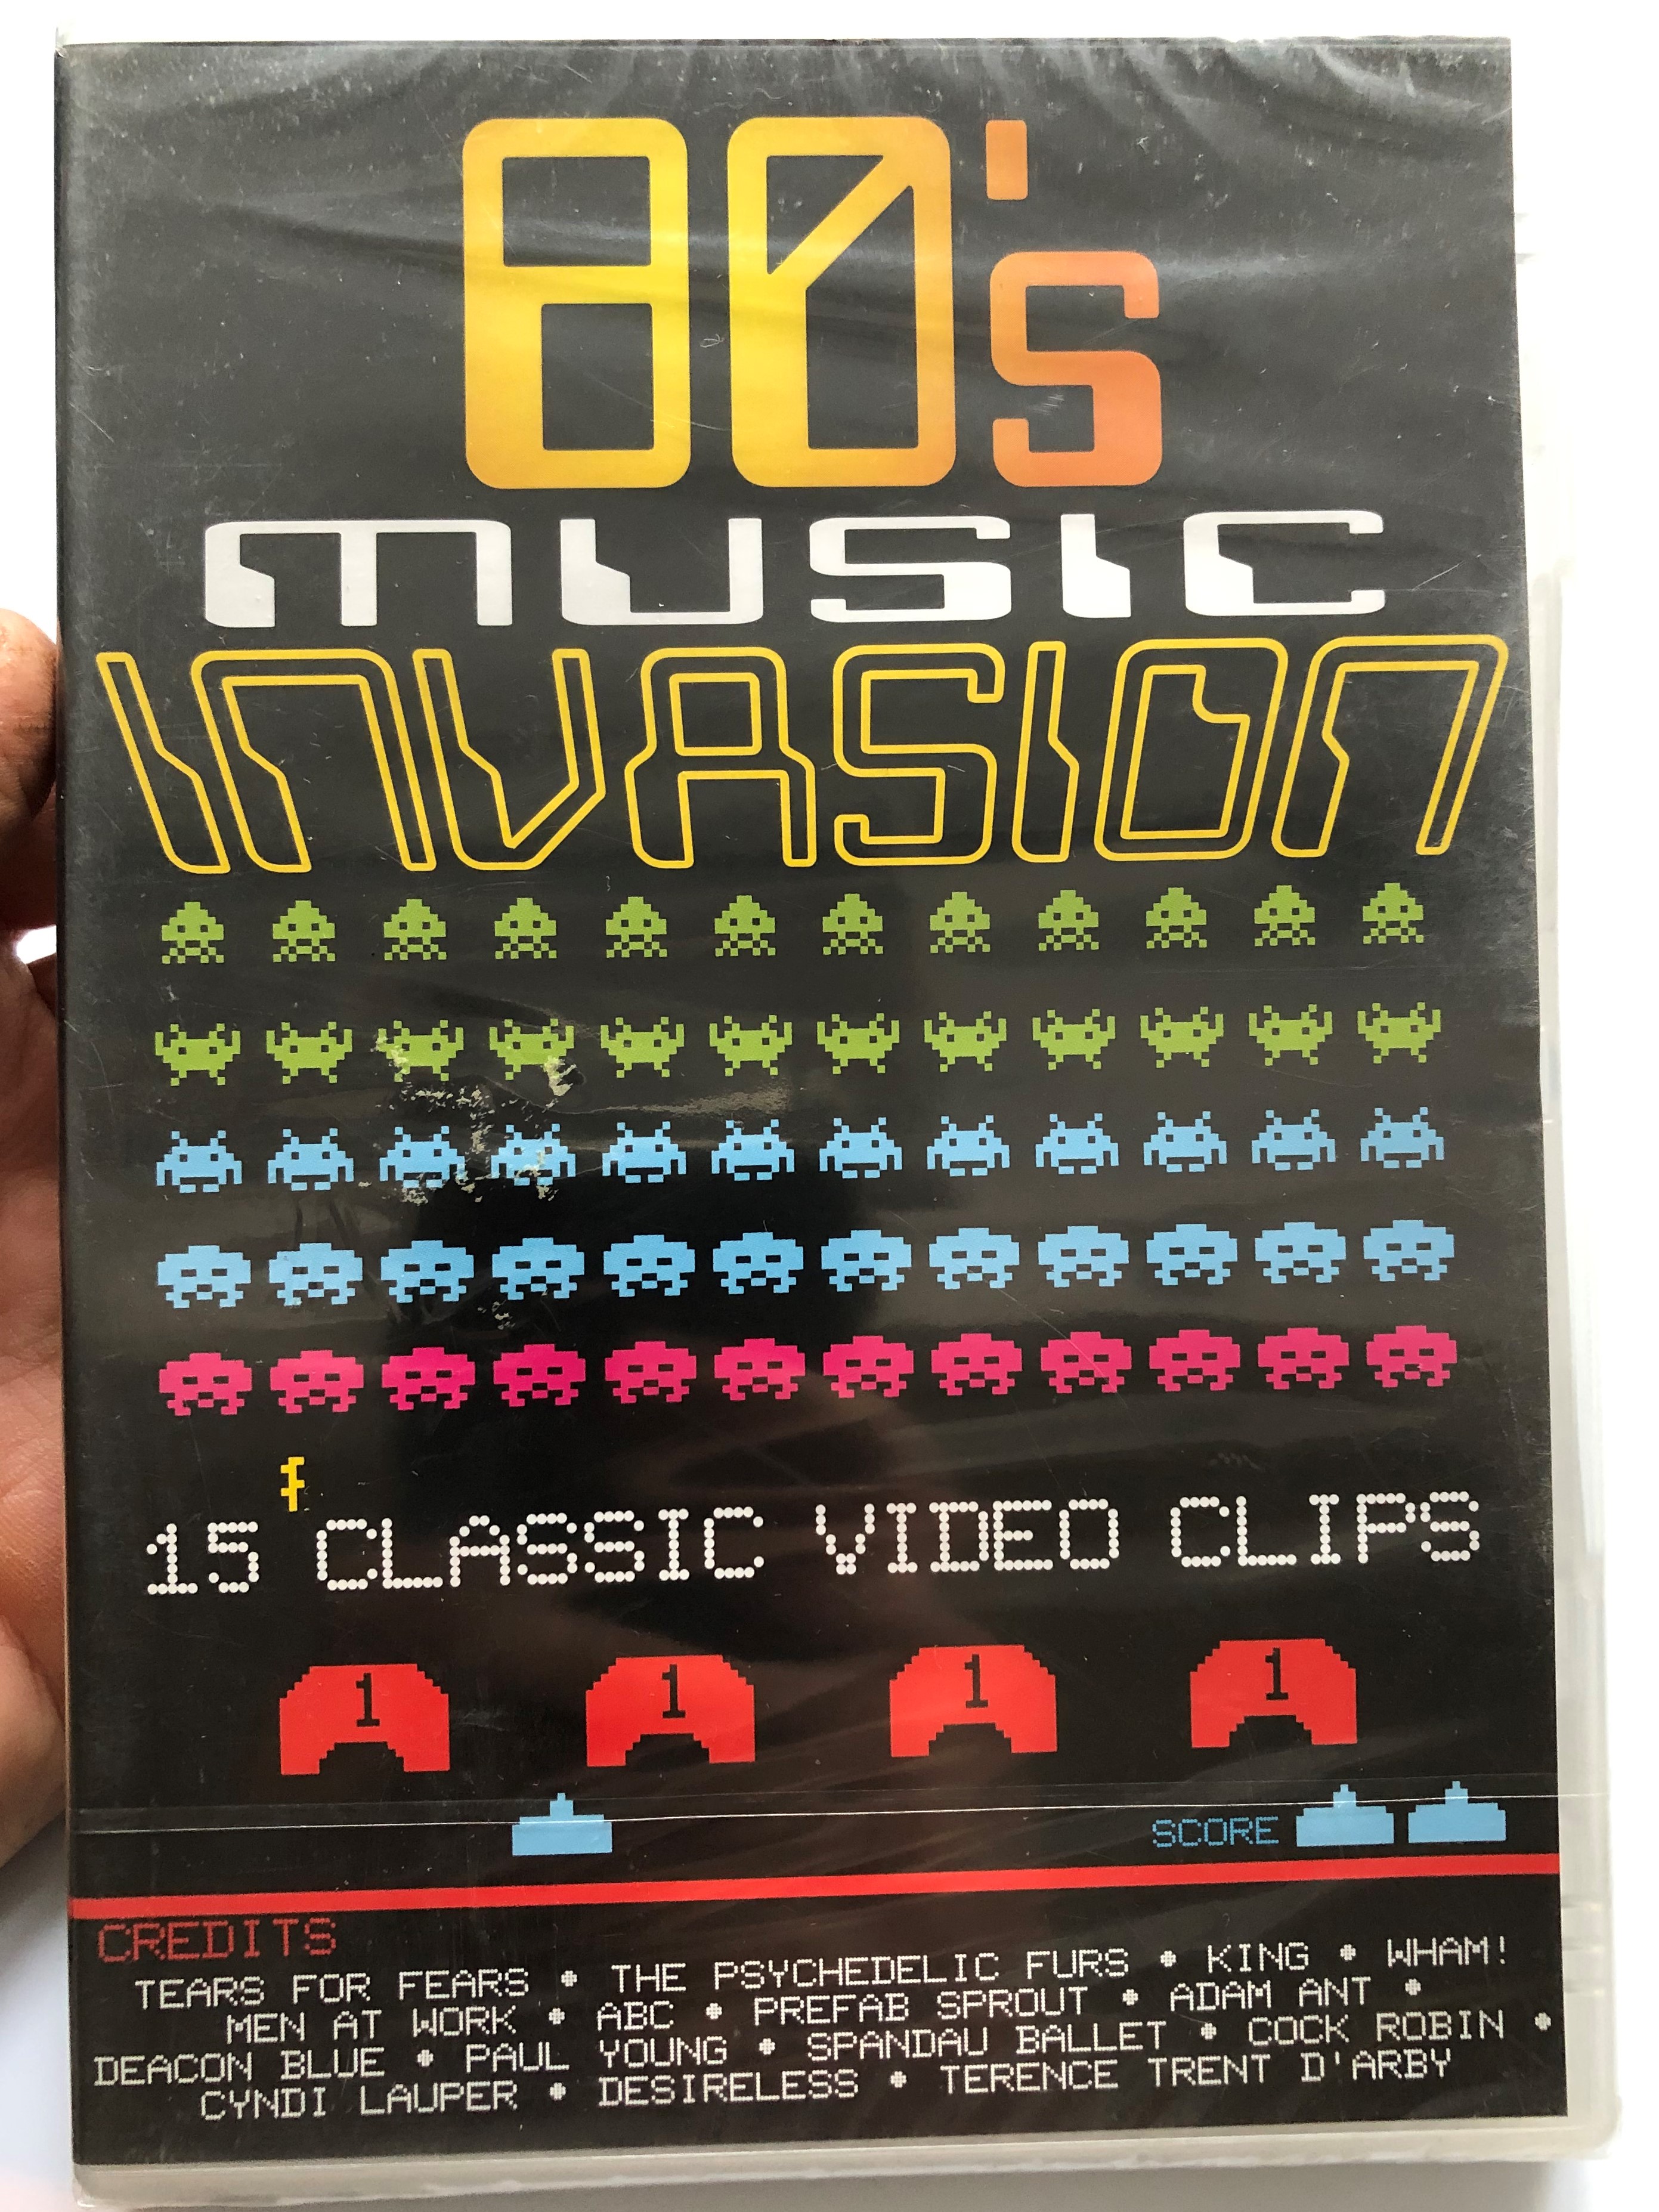 80's
MUSIC
INVASION
15 CLASSIC VIDEO CLIPS
1 1 1 1
SCORE
CREDITS
TEARS FOR FEARS • THE PSYCHEDELIC FURS • KING • WHAM!
MEN AT WORK • ABC • PREFAB SPROUT • ADAM ANT •
DEACON BLUE • PAUL YOUNG • SPANDAU BALLET • COCK ROBIN •
CYNDI LAUPER • DESIRELESS • TERENCE TRENT D'ARBY